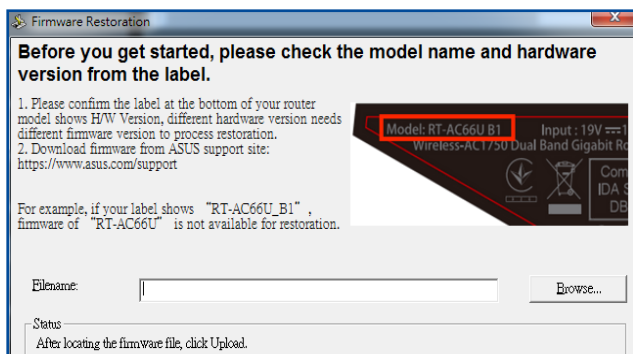 Firmware Restoration
Before you get started, please check the model name and hardware
version from the label.
1. Please confirm the label at the bottom of your router
model shows H/W Version, different hardware version needs
different firmware version to process restoration.
2. Download firmware from ASUS support site:
https://www.asus.com/support
For example, if your label shows “RT-AC66U_B1” ,
firmware of “RT-AC66U” is not available for restoration.
Model: RT-AC66U B1 Input : 19V
Wireless-AC1750 Dual Band Gigabit
Com
IDA S
DB
Filename:
Browse...
Status
After locating the firmware file, click Upload.